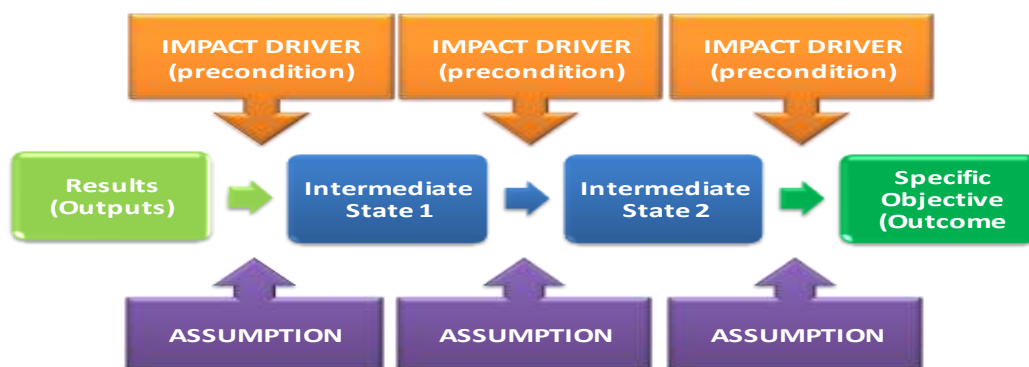 IMPACT DRIVER
(precondition)
IMPACT DRIVER
(precondition)
IMPACT DRIVER
(precondition)
Results
(Outputs)
Intermediate
State 1
Intermediate
State 2
Specific
Objective
(Outcome
ASSUMPTION
ASSUMPTION
ASSUMPTION